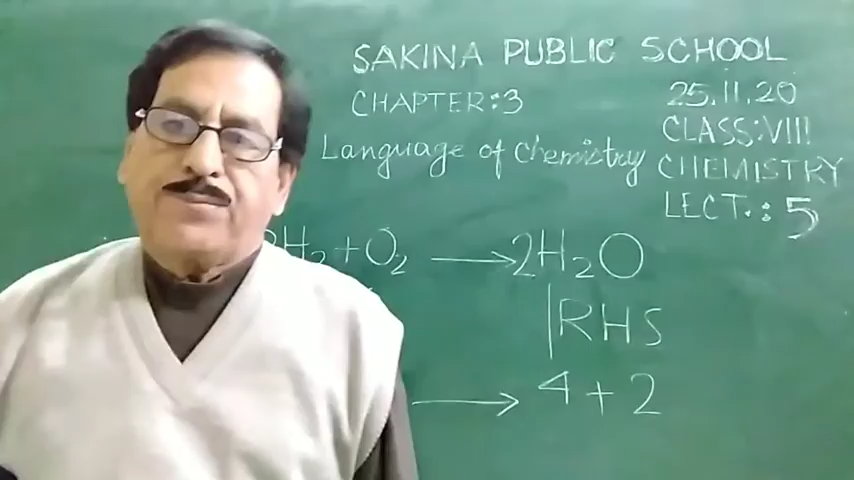 SAKINA PUBLIC SCHOOL
25.11.20
CHAPTER:3
CLASS:VIII
Language of Chemistry
CHEMISTRY
LECT.:5
H₂+O₂ → 2H₂O
RHS
→ 4+2